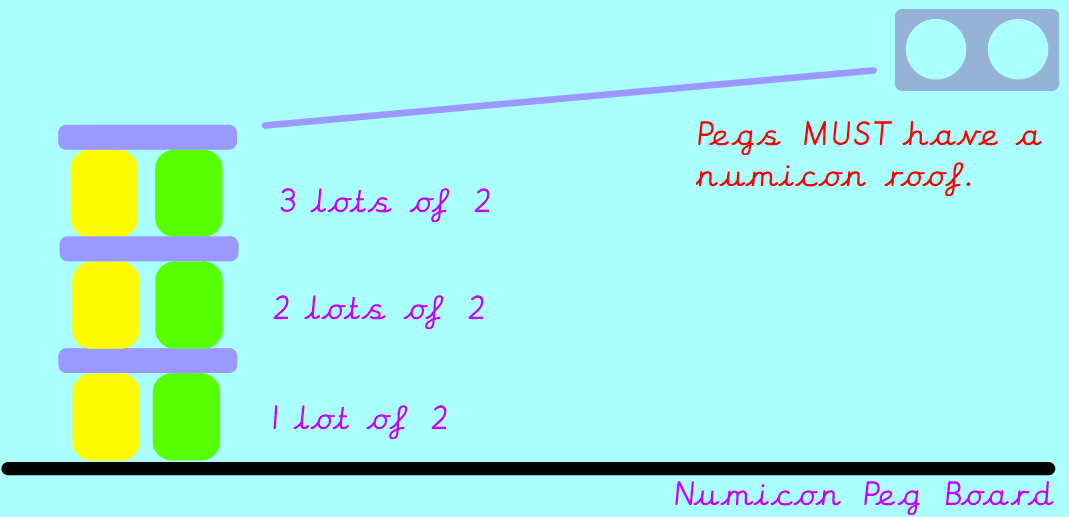 Pegs MUST have a
numicon roof.
3 lots of 2
2 lots of 2
1 lot of 2
Numicon Peg Board